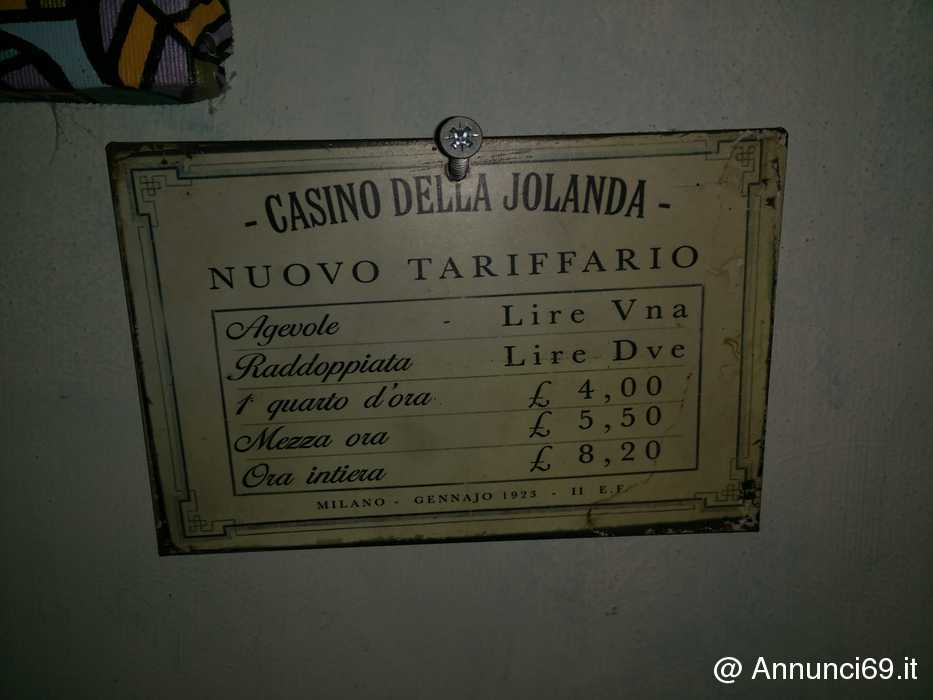 - CASINO DELLA JOLANDA -
NUOVO TARIFFARIO
Agevole - Lire Vna
Raddoppiata Lire Dve
1° quarto d'ora £ 4,00
Mezza ora £ 5,50
Ora intiera £ 8,20
MILANO - GENNAJO 1923 - II E.F.
@ Annunci69.it